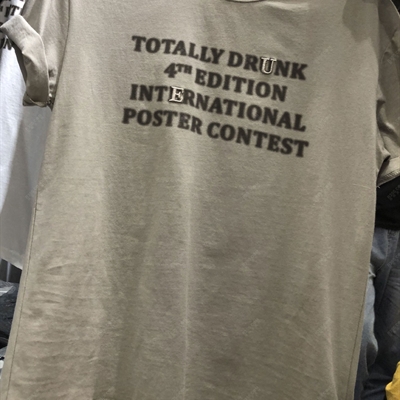 TOTALLY DRUNK
4TH EDITION
INTERNATIONAL
POSTER CONTEST